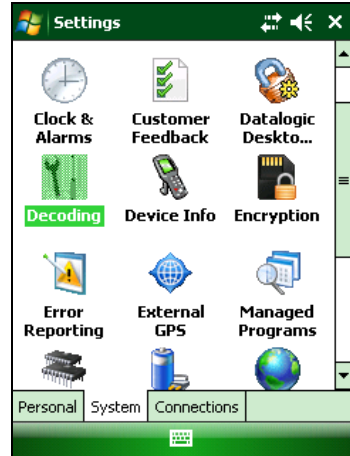 Settings
Clock &
Alarms
Customer
Feedback
Datalogic
Deskto...
Decoding
Device Info
Encryption
Error
Reporting
External
GPS
Managed
Programs
Personal
System
Connections